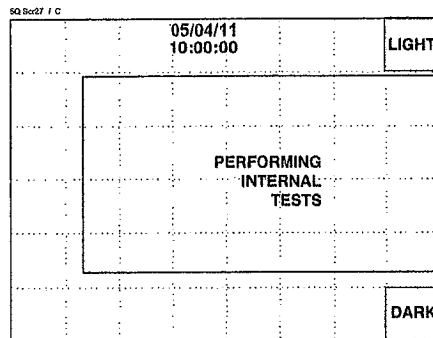 5Q Scr27 / C
05/04/11
10:00:00
LIGHT
PERFORMING
INTERNAL
TESTS
DARK